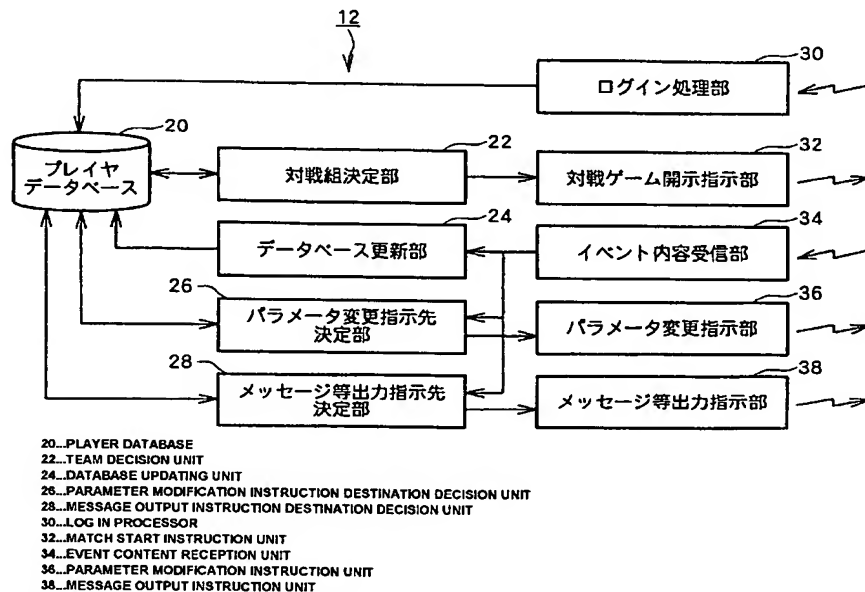 12
30
ログイン処理部
20
プレイヤ
データベース
22
対戦組決定部
32
対戦ゲーム開示指示部
24
データベース更新部
34
イベント内容受信部
26
パラメータ変更指示先
決定部
36
パラメータ変更指示部
28
メッセージ等出力指示先
決定部
38
メッセージ等出力指示部
20...PLAYER DATABASE
22...TEAM DECISION UNIT
24...DATABASE UPDATING UNIT
26...PARAMETER MODIFICATION INSTRUCTION DESTINATION DECISION UNIT
28...MESSAGE OUTPUT INSTRUCTION DESTINATION DECISION UNIT
30...LOG IN PROCESSOR
32...MATCH START INSTRUCTION UNIT
34...EVENT CONTENT RECEPTION UNIT
36...PARAMETER MODIFICATION INSTRUCTION UNIT
38...MESSAGE OUTPUT INSTRUCTION UNIT